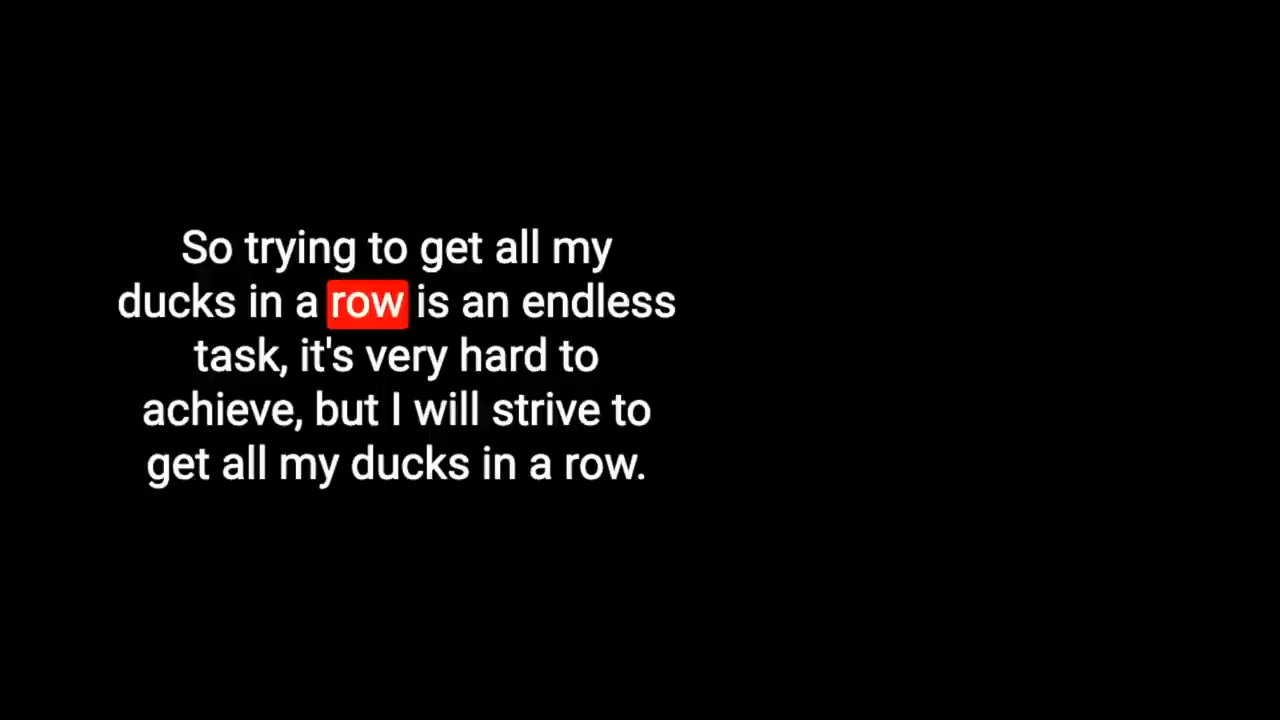 So trying to get all my
ducks in a row is an endless
task, it's very hard to
achieve, but I will strive to
get all my ducks in a row.